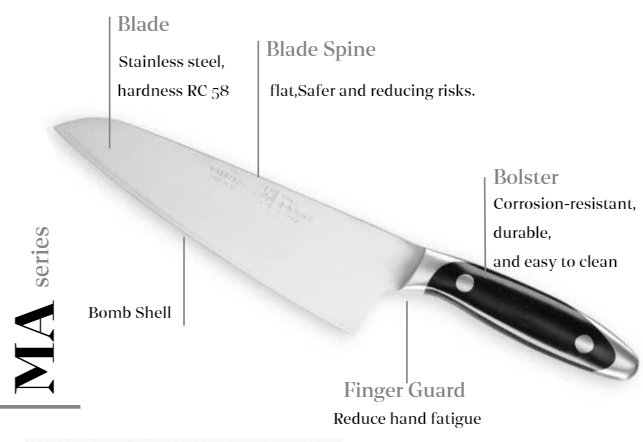 Blade
Stainless steel,
hardness RC 58
Blade Spine
flat,Safer and reducing risks.
Bolster
Corrosion-resistant,
durable,
and easy to clean
MA series
Bomb Shell
Finger Guard
Reduce hand fatigue